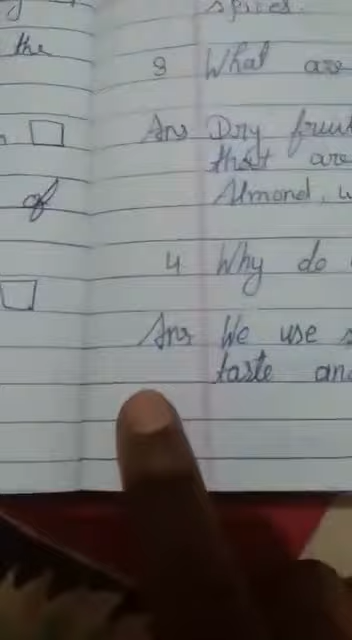 spices.
the
3 What are
Ans Dry fruit
that are
of
Almond,
4 Why do
Ans We use
taste and